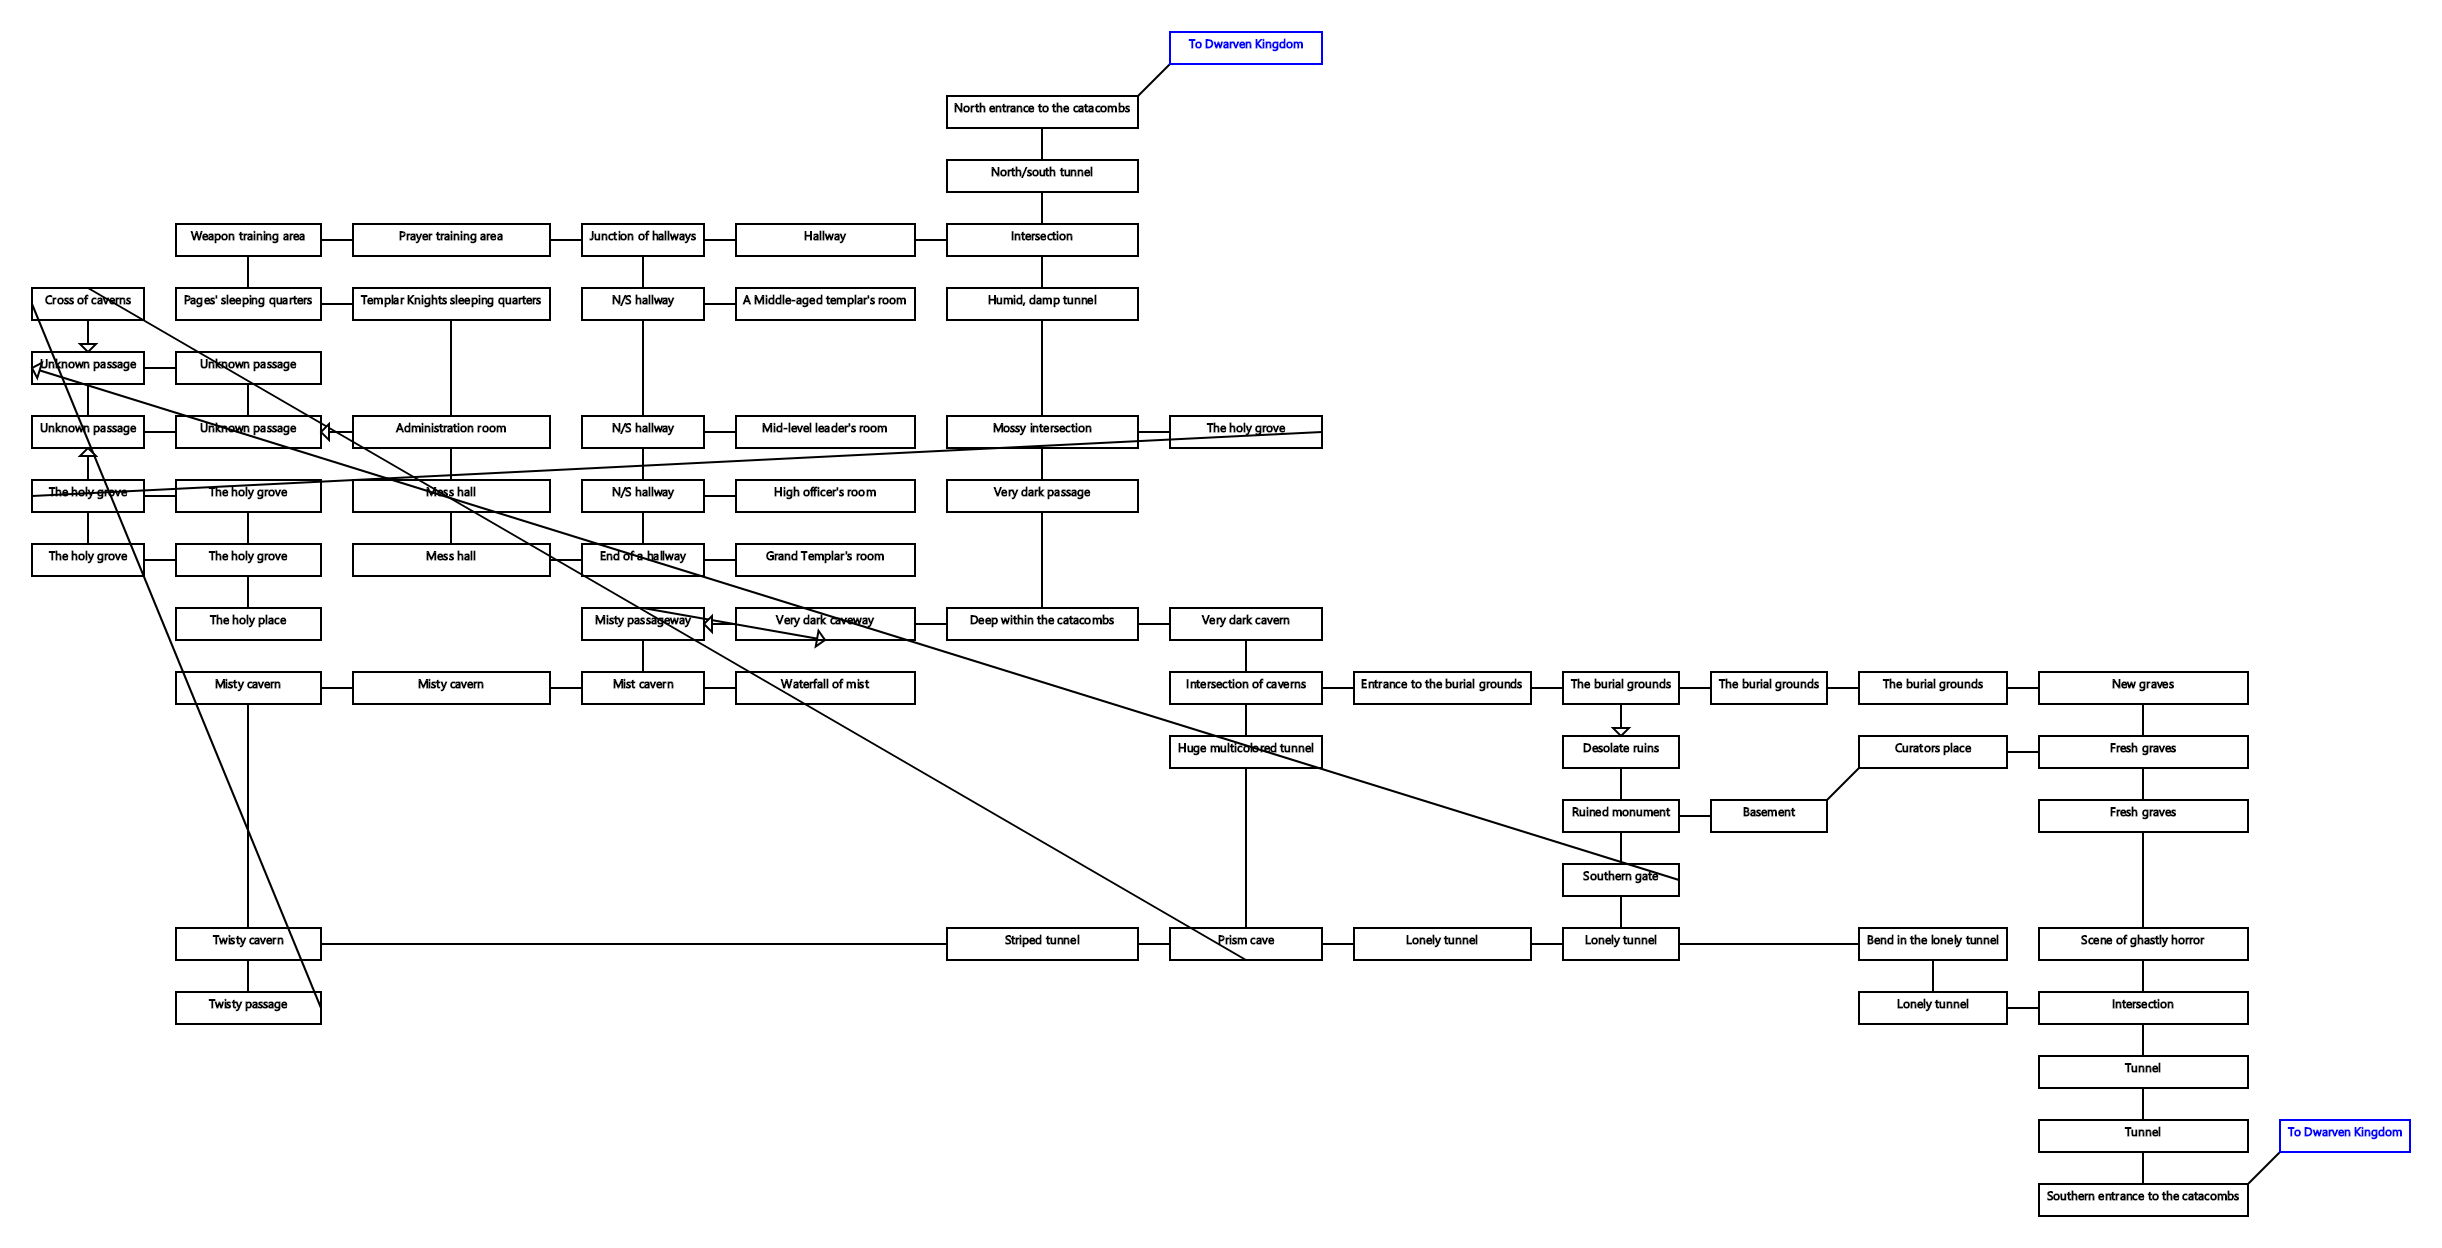 To Dwarven Kingdom
North entrance to the catacombs
North/south tunnel
Weapon training area
Prayer training area
Junction of hallways
Hallway
Intersection
Cross of caverns
Pages' sleeping quarters
Templar Knights sleeping quarters
N/S hallway
A Middle-aged templar's room
Humid, damp tunnel
Unknown passage
Unknown passage
Unknown passage
Unknown passage
Administration room
N/S hallway
Mid-level leader's room
Mossy intersection
The holy grove
The holy grove
The holy grove
Mess hall
N/S hallway
High officer's room
Very dark passage
The holy grove
The holy grove
Mess hall
End of a hallway
Grand Templar's room
The holy place
Misty passageway
Very dark caveway
Deep within the catacombs
Very dark cavern
Misty cavern
Misty cavern
Mist cavern
Waterfall of mist
Intersection of caverns
Entrance to the burial grounds
The burial grounds
The burial grounds
The burial grounds
New graves
Huge multicolored tunnel
Desolate ruins
Curators place
Fresh graves
Ruined monument
Basement
Fresh graves
Southern gate
Twisty cavern
Striped tunnel
Prism cave
Lonely tunnel
Lonely tunnel
Bend in the lonely tunnel
Scene of ghastly horror
Twisty passage
Lonely tunnel
Intersection
Tunnel
Tunnel
To Dwarven Kingdom
Southern entrance to the catacombs